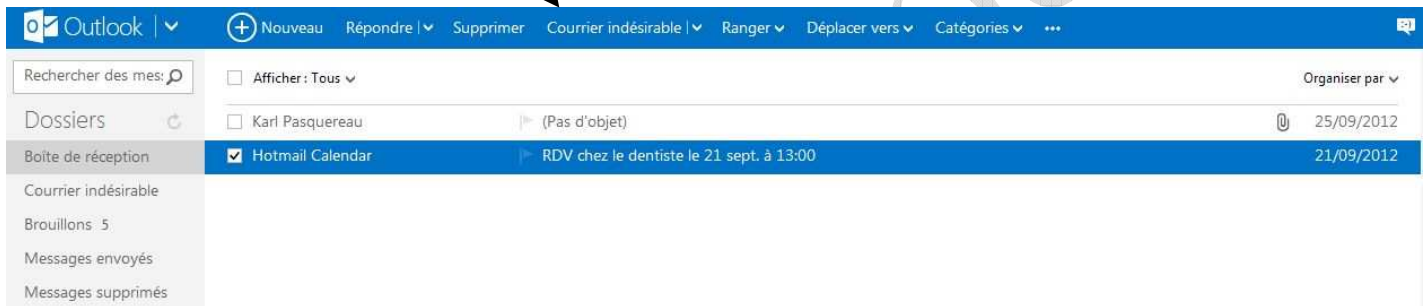 Outlook Nouveau Répondre Supprimer Courrier indésirable Ranger Déplacer vers Catégories •••
Rechercher des mes: Afficher : Tous Organiser par
Dossiers
Karl Pasquereau (Pas d'objet) 25/09/2012
Boîte de réception
Hotmail Calendar RDV chez le dentiste le 21 sept. à 13:00 21/09/2012
Courrier indésirable
Brouillons 5
Messages envoyés
Messages supprimés